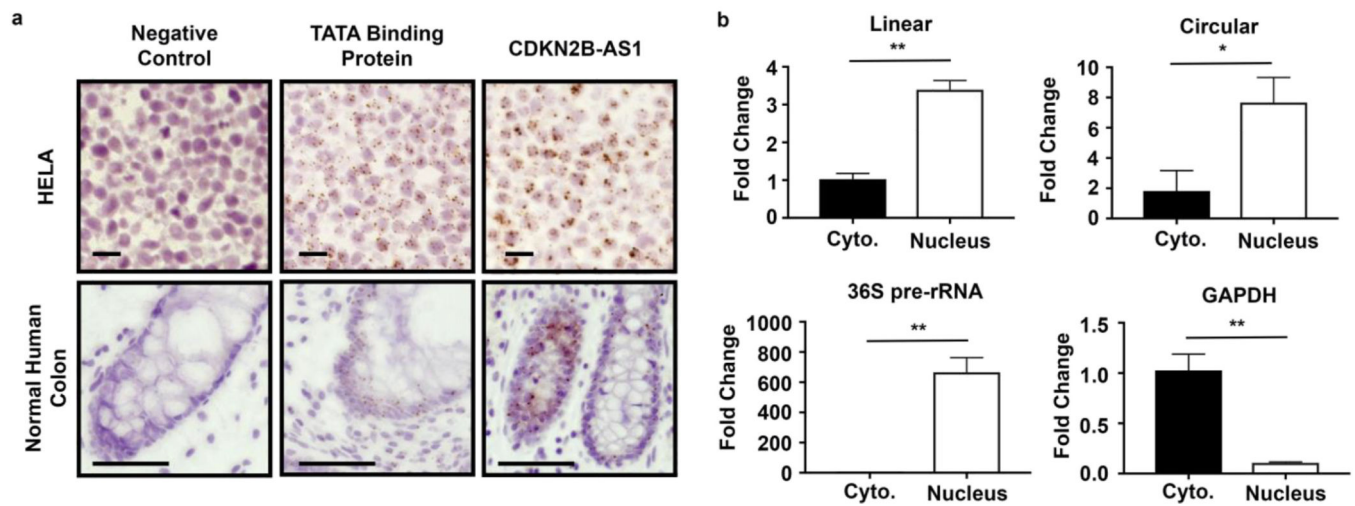 a
Negative
Control
TATA Binding
Protein
CDKN2B-AS1
HELA
Normal Human
Colon
b
Linear
**
Fold Change
4
3
2
1
0
Cyto.
Nucleus
Circular
*
Fold Change
10
8
6
4
2
0
Cyto.
Nucleus
36S pre-rRNA
**
Fold Change
1000
800
600
400
200
0
Cyto.
Nucleus
GAPDH
**
Fold Change
1.5
1.0
0.5
0.0
Cyto.
Nucleus